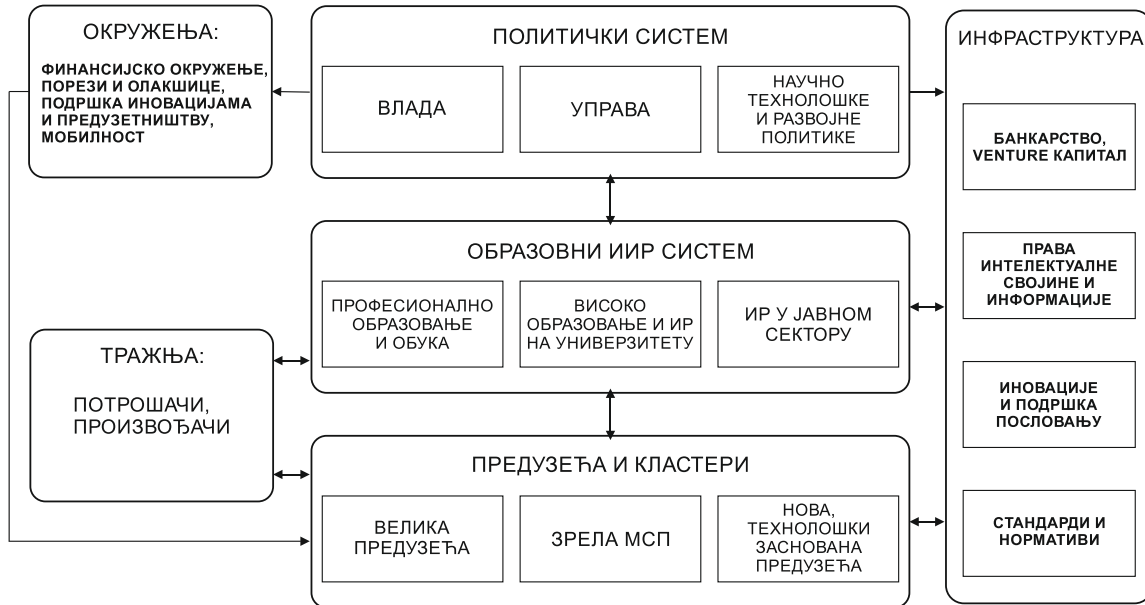 ОКРУЖЕЊА:
ФИНАНСИЈСКО ОКРУЖЕЊЕ,
ПОРЕЗИ И ОЛАКШИЦЕ,
ПОДРШКА ИНОВАЦИЈАМА
И ПРЕДУЗЕТНИШТВУ,
МОБИЛНОСТ
ПОЛИТИЧКИ СИСТЕМ
ВЛАДА
УПРАВА
НАУЧНО
ТЕХНОЛОШКЕ
И РАЗВОЈНЕ
ПОЛИТИКЕ
ОБРАЗОВНИ ИИР СИСТЕМ
ПРОФЕСИОНАЛНО
ОБРАЗОВАЊЕ
И ОБУКА
ВИСОКО
ОБРАЗОВАЊЕ И ИР
НА УНИВЕРЗИТЕТУ
ИР У ЈАВНОМ
СЕКТОРУ
ТРАЖЊА:
ПОТРОШАЧИ,
ПРОИЗВОЂАЧИ
ПРЕДУЗЕЋА И КЛАСТЕРИ
ВЕЛИКА
ПРЕДУЗЕЋА
ЗРЕЛА МСП
НОВА,
ТЕХНОЛОШКИ
ЗАСНОВАНА
ПРЕДУЗЕЋА
ИНФРАСТРУКТУРА
БАНКАРСТВО,
VENTURE КАПИТАЛ
ПРАВА
ИНТЕЛЕКТУАЛНЕ
СВОЈИНЕ И
ИНФОРМАЦИЈЕ
ИНОВАЦИЈЕ
И ПОДРШКА
ПОСЛОВАЊУ
СТАНДАРДИ И
НОРМАТИВИ